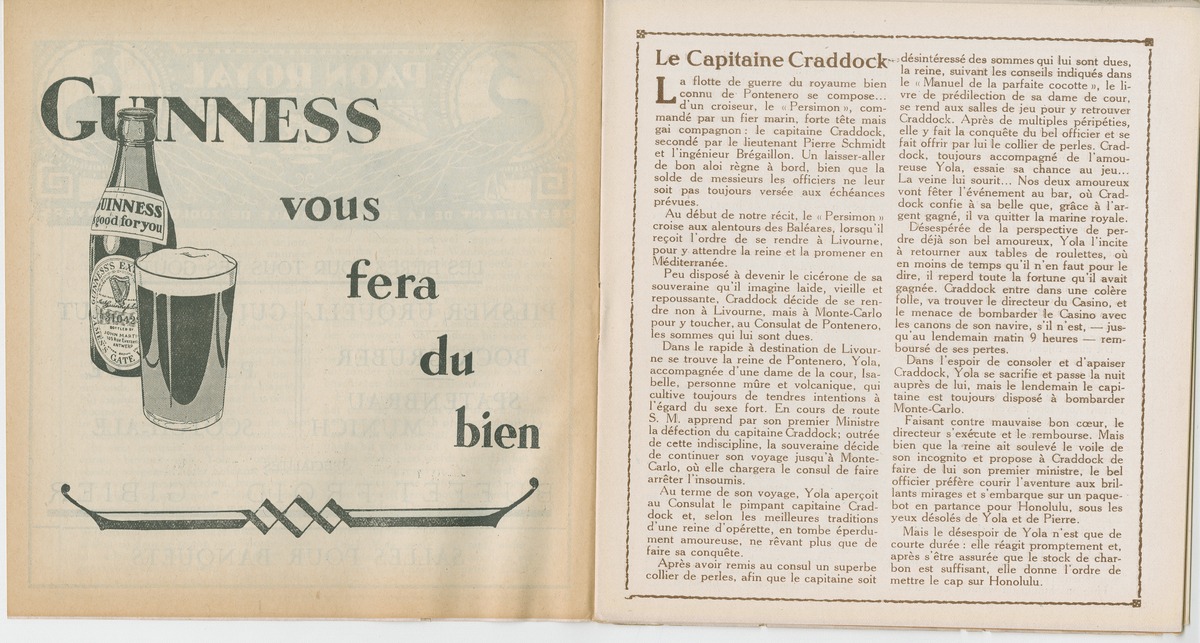 GUINNESS
vous
fera
du
bien
GUINNESS
good for you
Le Capitaine Craddock
La flotte de guerre du royaume bien
connu de Pontenero se compose...
d'un croiseur, le « Persimon », com-
mandé par un fier marin, forte tête mais
gai compagnon : le capitaine Craddock,
secondé par le lieutenant Pierre Schmidt
et l'ingénieur Brégaillon. Un laisser-aller
de bon aloi règne à bord, bien que la
solde de messieurs les officiers ne leur
soit pas toujours versée aux échéances
prévues.
Au début de notre récit, le « Persimon »
croise aux alentours des Baléares, lorsqu'il
reçoit l'ordre de se rendre à Livourne,
pour y attendre la reine et la promener en
Méditerranée.
Peu disposé à devenir le cicérone de sa
souveraine qu'il imagine laide, vieille et
repoussante, Craddock décide de se ren-
dre non à Livourne, mais à Monte-Carlo
pour y toucher, au Consulat de Pontenero,
les sommes qui lui sont dues.
Dans le rapide à destination de Livour-
ne se trouve la reine de Pontenero, Yola,
accompagnée d'une dame de la cour, Isa-
belle, personne mûre et volcanique, qui
cultive toujours de tendres intentions à
l'égard du sexe fort. En cours de route
S. M. apprend par son premier Ministre
la défection du capitaine Craddock; outrée
de cette indiscipline, la souveraine décide
de continuer son voyage jusqu'à Monte-
Carlo, où elle chargera le consul de faire
arrêter l'insoumis.
Au terme de son voyage, Yola aperçoit
au Consulat le pimpant capitaine Crad-
dock et, selon les meilleures traditions
d'une reine d'opérette, en tombe éperdu-
ment amoureuse, ne rêvant plus que de
faire sa conquête.
Après avoir remis au consul un superbe
collier de perles, afin que le capitaine soit
désintéressé des sommes qui lui sont dues,
la reine, suivant les conseils indiqués dans
le « Manuel de la parfaite cocotte », le li-
vre de prédilection de sa dame de cour,
se rend aux salles de jeu pour y retrouver
Craddock. Après de multiples péripéties,
elle y fait la conquête du bel officier et se
fait offrir par lui le collier de perles. Crad-
dock, toujours accompagné de l'amou-
reuse Yola, essaie sa chance au jeu...
La veine lui sourit... Nos deux amoureux
vont fêter l'événement au bar, où Crad-
dock confie à sa belle que, grâce à l'ar-
gent gagné, il va quitter la marine royale.
Désespérée de la perspective de per-
dre déjà son bel amoureux, Yola l'incite
à retourner aux tables de roulettes, où
en moins de temps qu'il n'en faut pour le
dire, il reperd toute la fortune qu'il avait
gagnée. Craddock entre dans une colère
folle, va trouver le directeur du Casino, et
le menace de bombarder le Casino avec
les canons de son navire, s'il n'est, — jus-
qu'au lendemain matin 9 heures — rem-
boursé de ses pertes.
Dans l'espoir de consoler et d'apaiser
Craddock, Yola se sacrifie et passe la nuit
auprès de lui, mais le lendemain le capi-
taine est toujours disposé à bombarder
Monte-Carlo.
Faisant contre mauvaise bon cœur, le
directeur s'exécute et le rembourse. Mais
bien que la reine ait soulevé le voile de
son incognito et propose à Craddock de
faire de lui son premier ministre, le bel
officier préfère courir l'aventure aux bril-
lants mirages et s'embarque sur un paque-
bot en partance pour Honolulu, sous les
yeux désolés de Yola et de Pierre.
Mais le désespoir de Yola n'est que de
courte durée : elle réagit promptement et,
après s'être assurée que le stock de char-
bon est suffisant, elle donne l'ordre de
mettre le cap sur Honolulu.